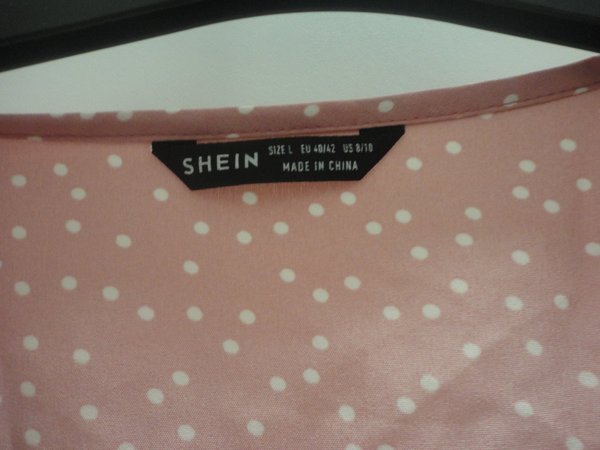 SHEIN
SIZE L EU 40/42 US 8/10
MADE IN CHINA